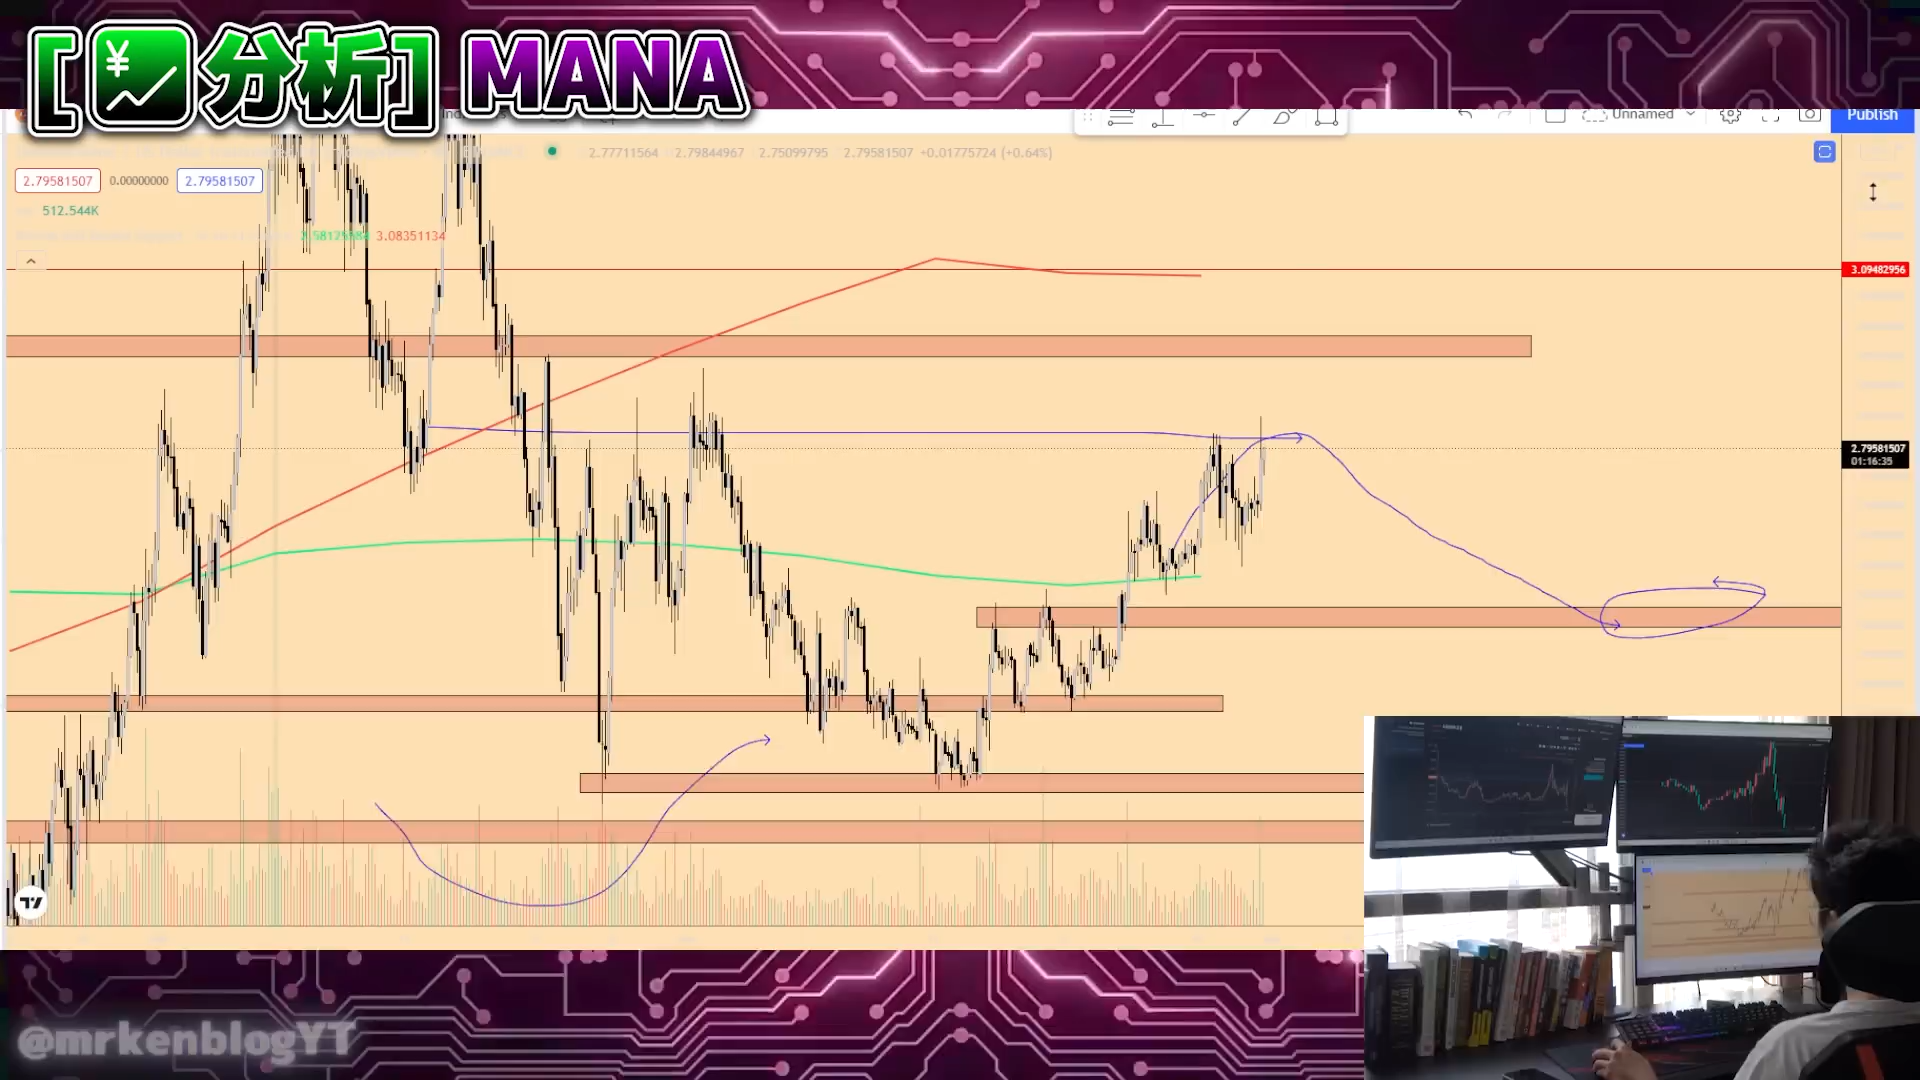 [¥分析] MANA
Unnamed
Publish
2.77711564 2.79844967 2.75099795 2.79581507 +0.01775724 (+0.64%)
2.79581507 0.00000000 2.79581507
512.544K
3.08351134
3.09482956
2.79581507
01:16:35
@mrkenblogYT